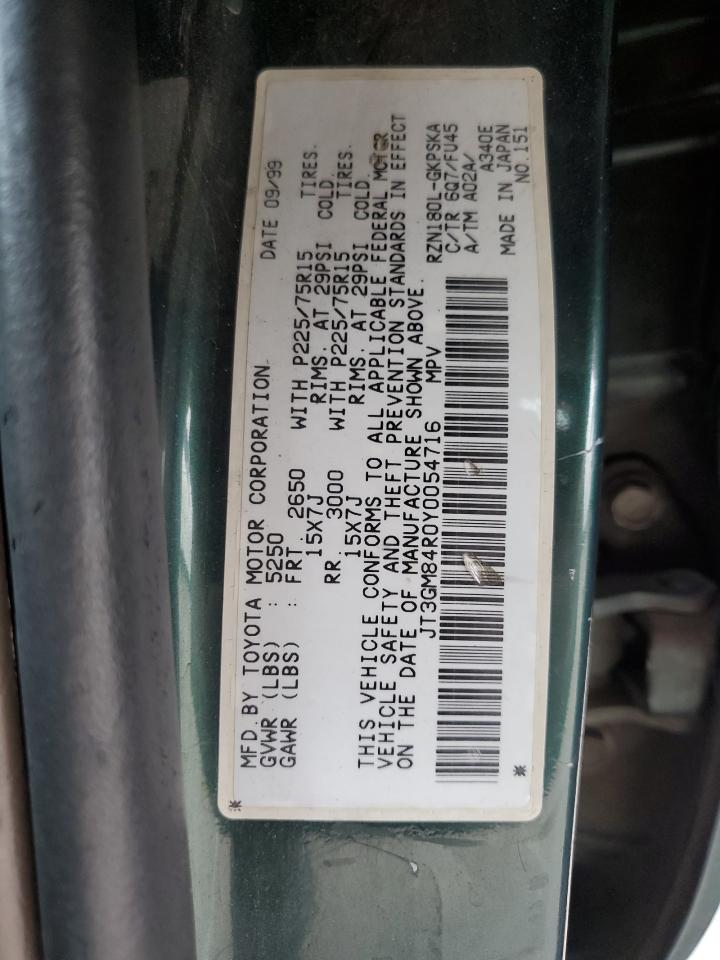 MFD.BY TOYOTA MOTOR CORPORATION DATE 09/99
GVWR (LBS) : 5250
GAWR (LBS) : FRT. 2650 WITH P225/75R15 TIRES.
15X7J RIMS. AT 29PSI COLD.
RR. 3000 WITH P225/75R15 TIRES.
15X7J RIMS. AT 29PSI COLD.
THIS VEHICLE CONFORMS TO ALL APPLICABLE FEDERAL MOTOR
VEHICLE SAFETY AND THEFT PREVENTION STANDARDS IN EFFECT
ON THE DATE OF MANUFACTURE SHOWN ABOVE.
JT3GM84R0Y0054716 MPV
RZN180L-GKPSKA
C/TR 6Q7/FU45
A/TM A02A/
A340E
MADE IN JAPAN
NO.151